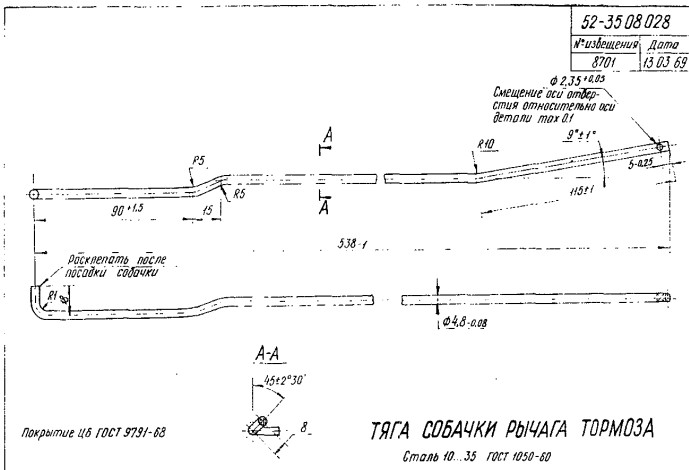 52-3508028
№ извещения Дата
8701 13.03.69
Ф 2,35 +0,05
Смещение оси отвер-
стия относительно оси
детали max 0,1
А
R10
9°±1°
Р5
5-0,25
R5
А
90 +1,5
15
115±1
538-1
Расклепать после
посадки собачки
R1
8
Ф4,8-0,08
А-А
45±2°30'
8
Покрытие Ц6 ГОСТ 9791-68
ТЯГА СОБАЧКИ РЫЧАГА ТОРМОЗА
Сталь 10...35 ГОСТ 1050-60